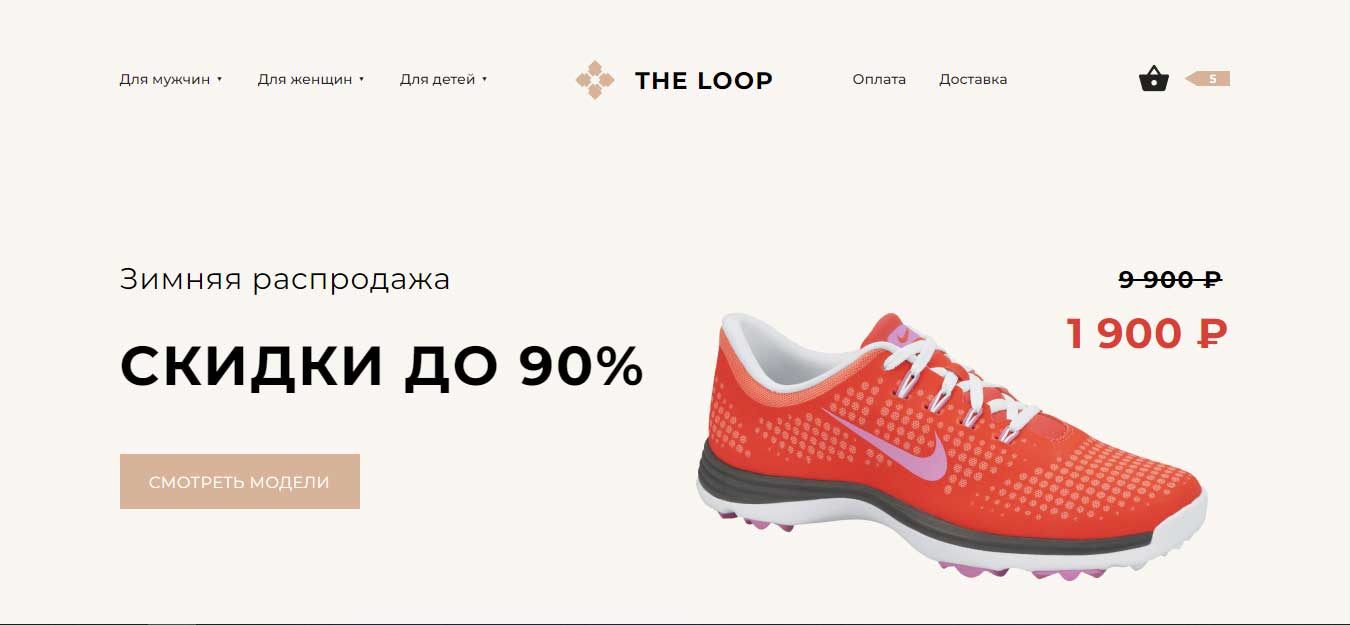 Для мужчин ▾ Для женщин ▾ Для детей ▾ THE LOOP Оплата Доставка 5
Зимняя распродажа
9 900 ₽
1 900 ₽
СКИДКИ ДО 90%
СМОТРЕТЬ МОДЕЛИ